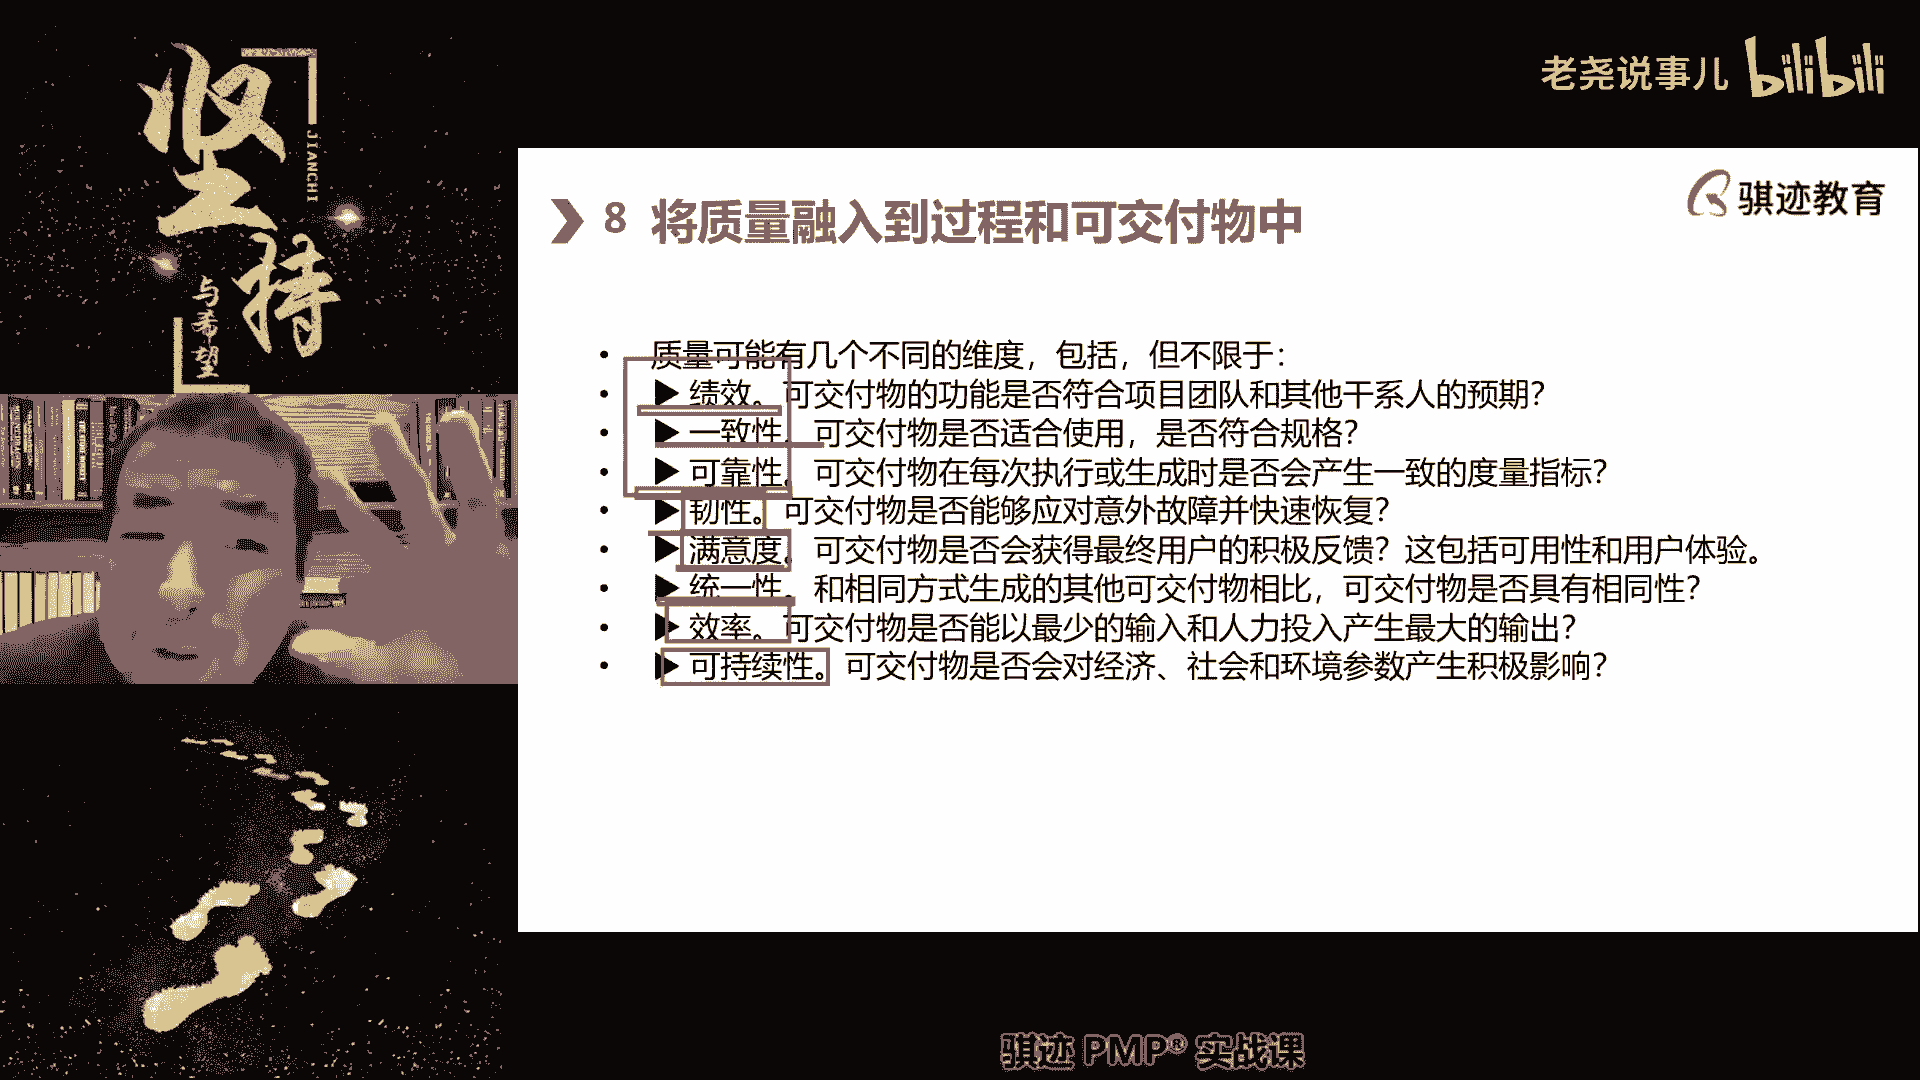 坚持
JIANCHI
与希望
老尧说事儿 bilibili
骐迹教育
8 将质量融入到过程和可交付物中
• 质量可能有几个不同的维度，包括，但不限于：
• ▶ 绩效。可交付物的功能是否符合项目团队和其他干系人的预期？
• ▶ 一致性。可交付物是否适合使用，是否符合规格？
• ▶ 可靠性。可交付物在每次执行或生成时是否会产生一致的度量指标？
• ▶ 韧性。可交付物是否能够应对意外故障并快速恢复？
• ▶ 满意度。可交付物是否会获得最终用户的积极反馈？这包括可用性和用户体验。
• ▶ 统一性。和相同方式生成的其他可交付物相比，可交付物是否具有相同性？
• ▶ 效率。可交付物是否能以最少的输入和人力投入产生最大的输出？
• ▶ 可持续性。可交付物是否会对经济、社会和环境参数产生积极影响？
骐迹 PMP® 实战课